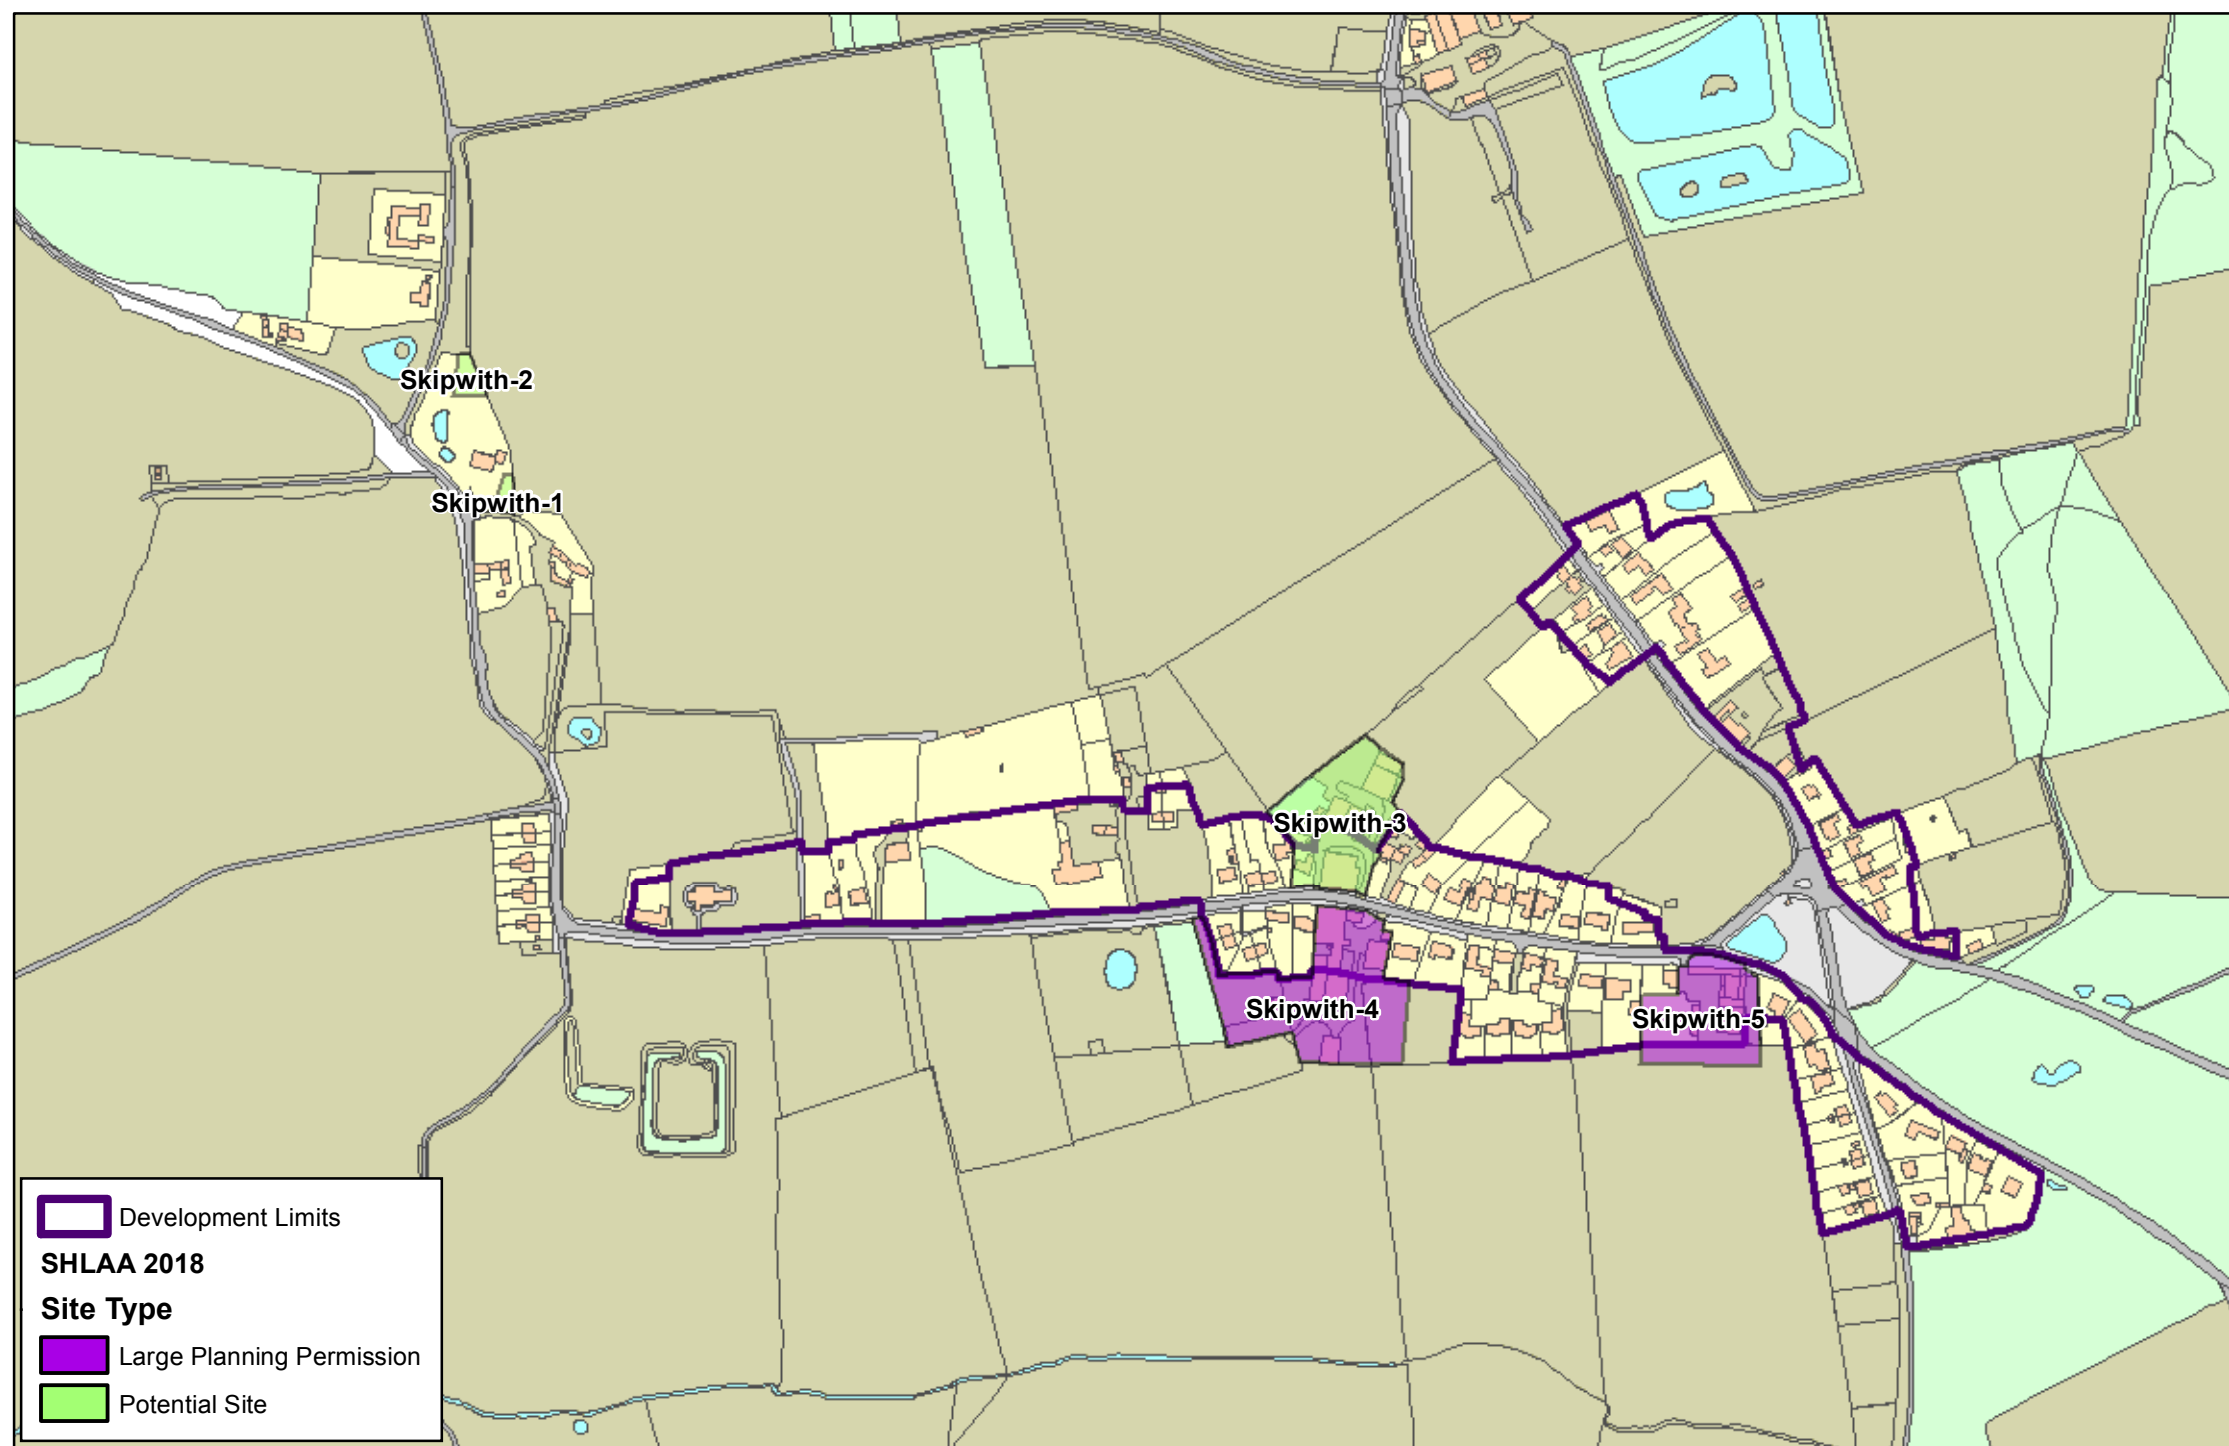 Skipwith-2
Skipwith-1
Skipwith-3
Skipwith-4
Skipwith-5
Development Limits
SHLAA 2018
Site Type
Large Planning Permission
Potential Site